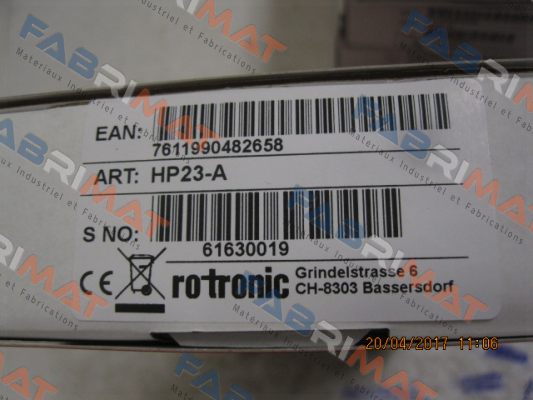 EAN:
7611990482658
ART: HP23-A
S NO:
61630019
CE rotronic Grindelstrasse 6
CH-8303 Bassersdorf
20/04/2017 11:06
FABRIMAT
Materiaux Industriel et Fabrications